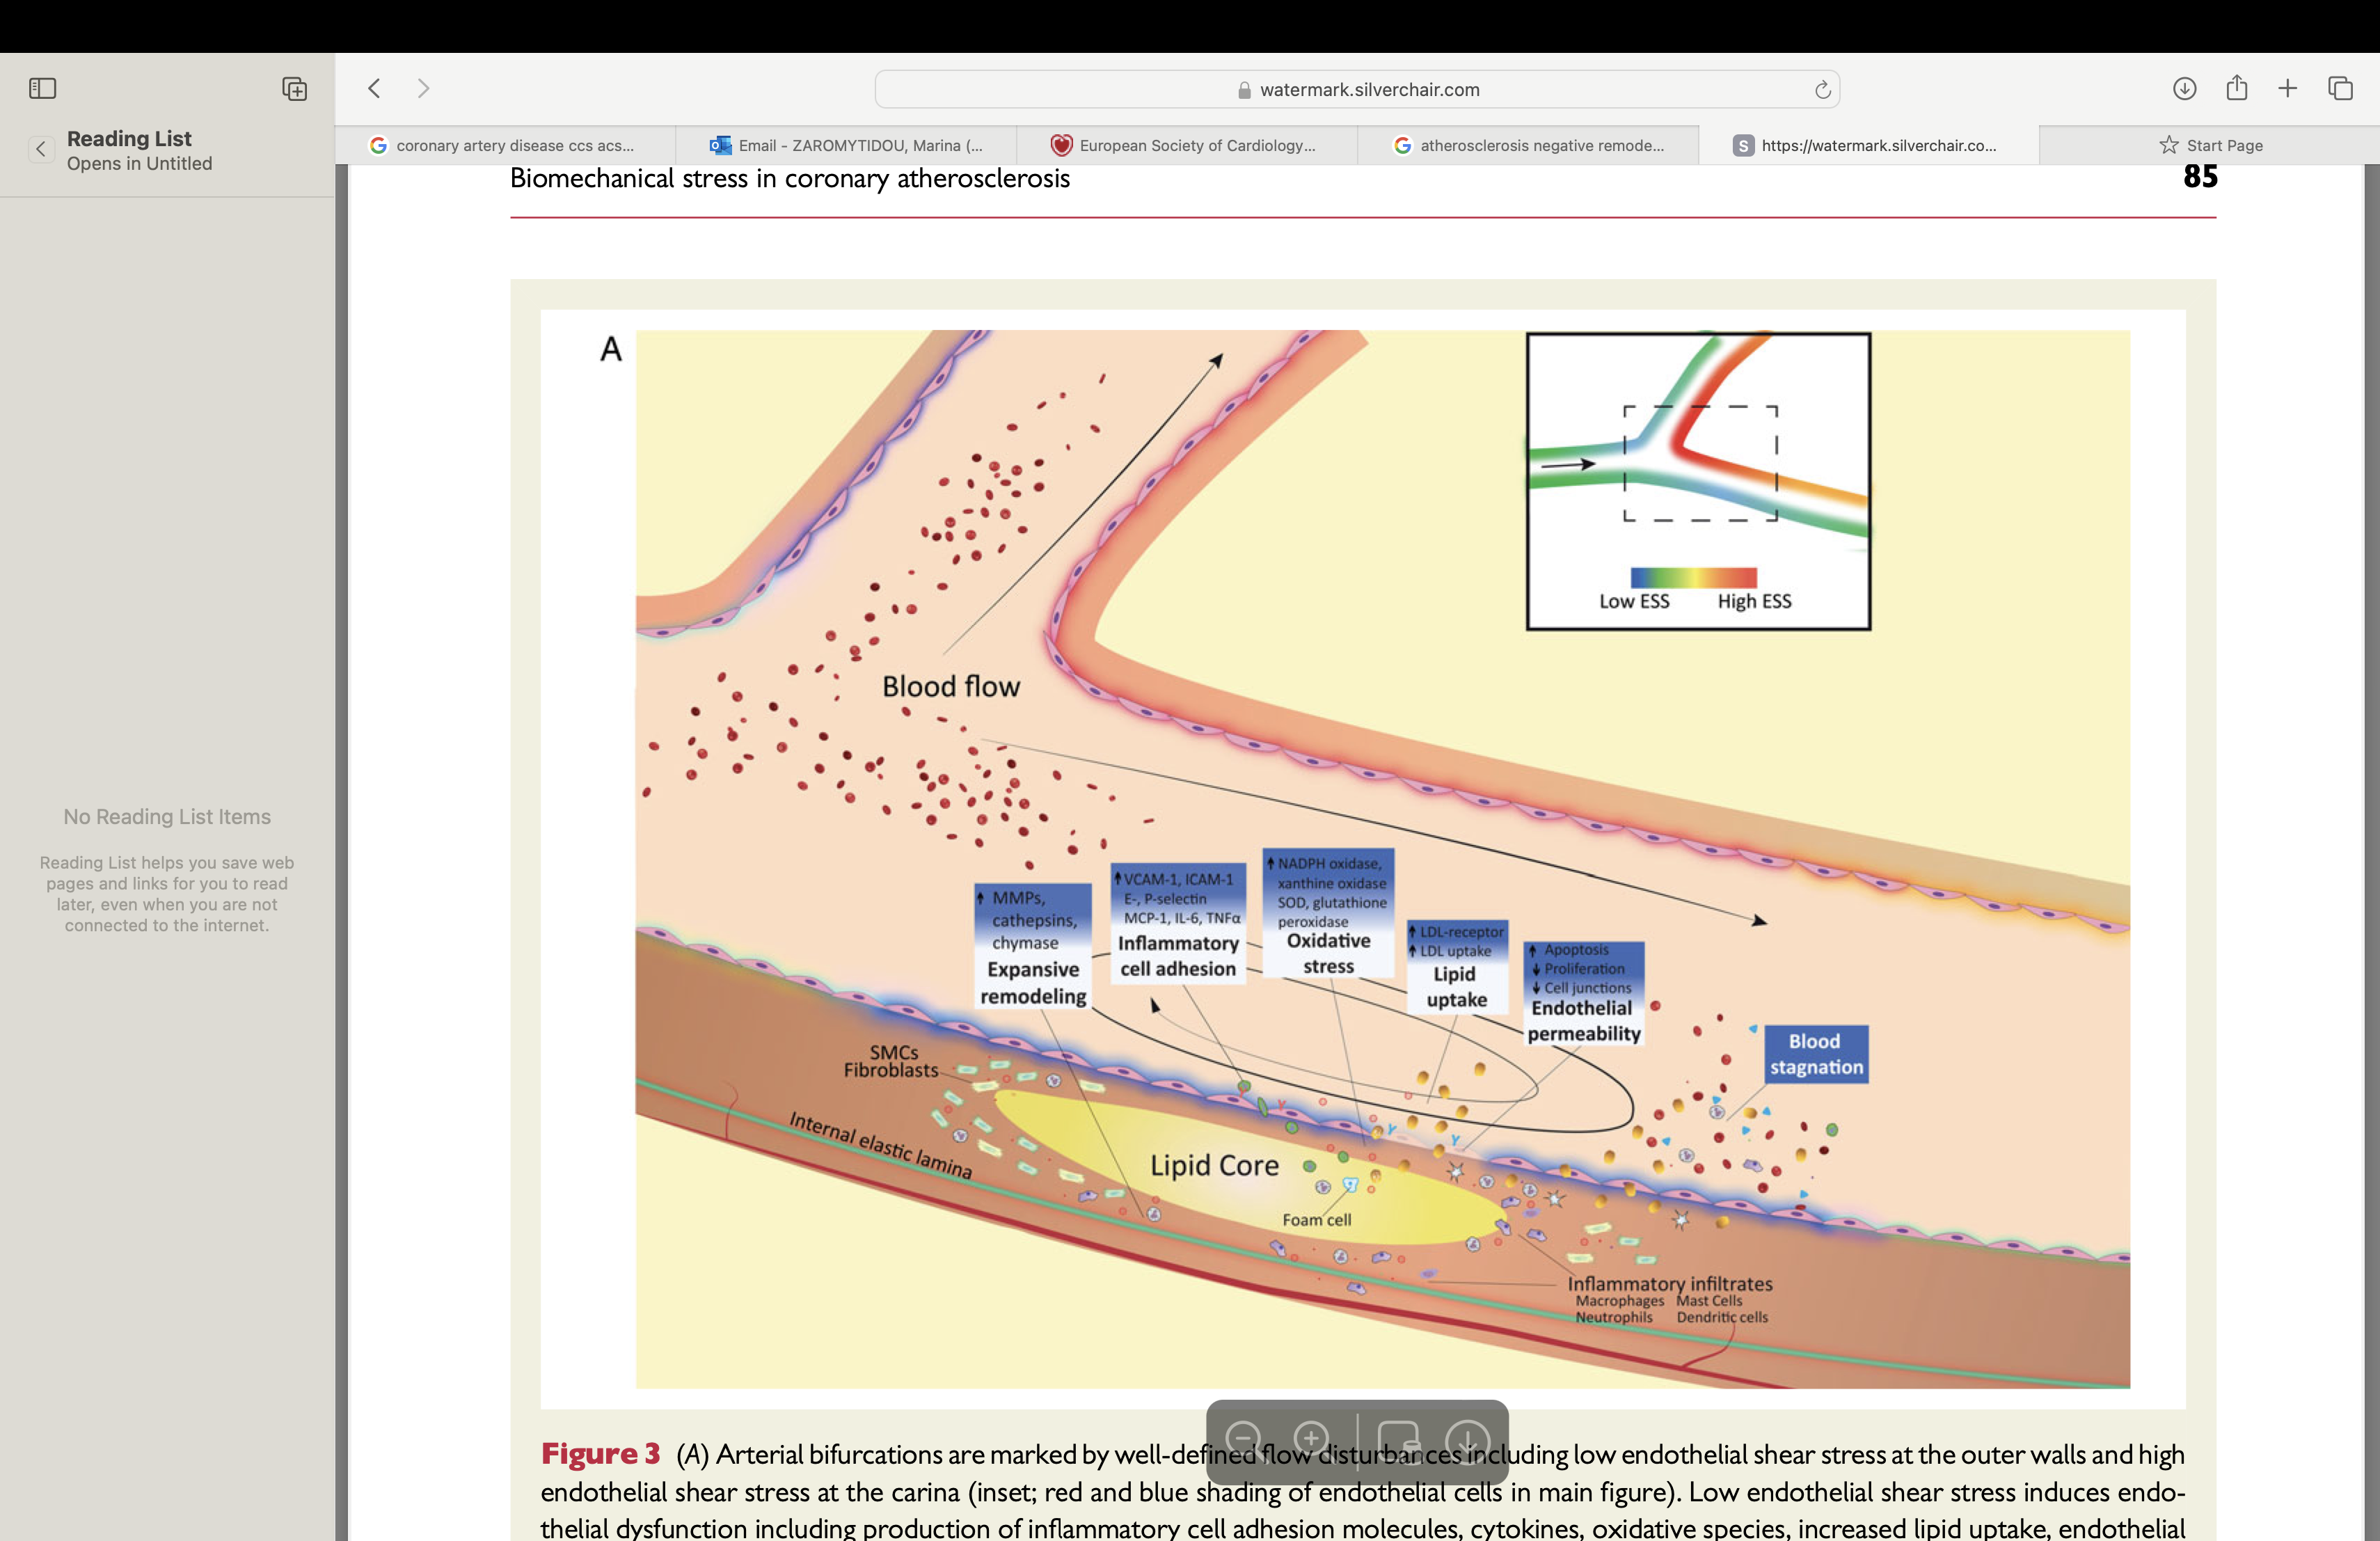 Reading List
Opens in Untitled
No Reading List Items
Reading List helps you save web
pages and links for you to read
later, even when you are not
connected to the internet.
watermark.silverchair.com
coronary artery disease ccs acs...
Email - ZAROMYTIDOU, Marina (...
European Society of Cardiology...
atherosclerosis negative remode...
S https://watermark.silverchair.co...
Start Page
Biomechanical stress in coronary atherosclerosis 85
A
Low ESS High ESS
Blood flow
↑ MMPs,
cathepsins,
chymase
Expansive
remodeling
↑ VCAM-1, ICAM-1
E-, P-selectin
MCP-1, IL-6, TNFα
Inflammatory
cell adhesion
↑ NADPH oxidase,
xanthine oxidase
SOD, glutathione
peroxidase
Oxidative
stress
↑ LDL-receptor
↑ LDL uptake
Lipid
uptake
↑ Apoptosis
↓ Proliferation
↓ Cell junctions
Endothelial
permeability
Blood
stagnation
SMCs
Fibroblasts
Internal elastic lamina
Lipid Core
Foam cell
Inflammatory infiltrates
Macrophages Mast Cells
Neutrophils Dendritic cells
Figure 3 (A) Arterial bifurcations are marked by well-defined flow disturbances including low endothelial shear stress at the outer walls and high
endothelial shear stress at the carina (inset; red and blue shading of endothelial cells in main figure). Low endothelial shear stress induces endo-
thelial dysfunction including production of inflammatory cell adhesion molecules, cytokines, oxidative species, increased lipid uptake, endothelial